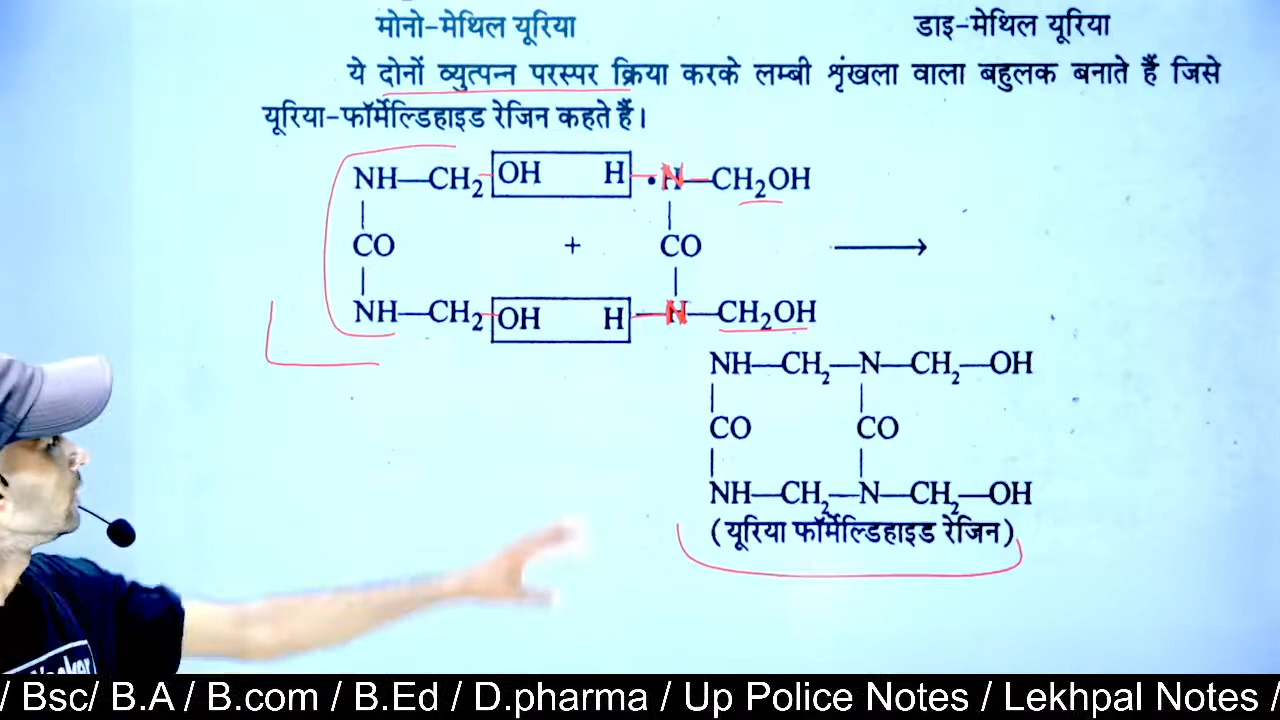 मोनो-मेथिल यूरिया डाइ-मेथिल यूरिया
ये दोनों व्युत्पन्न परस्पर क्रिया करके लम्बी शृंखला वाला बहुलक बनाते हैं जिसे
यूरिया-फॉर्मेल्डिहाइड रेजिन कहते हैं।
NH—CH₂ OH H N—CH₂OH
CO + CO ⟶
NH—CH₂ OH H—N—CH₂OH
NH—CH₂—N—CH₂—OH
CO CO
NH—CH₂—N—CH₂—OH
(यूरिया फॉर्मेल्डिहाइड रेजिन)
/ Bsc/ B.A / B.com / B.Ed / D.pharma / Up Police Notes / Lekhpal Notes /